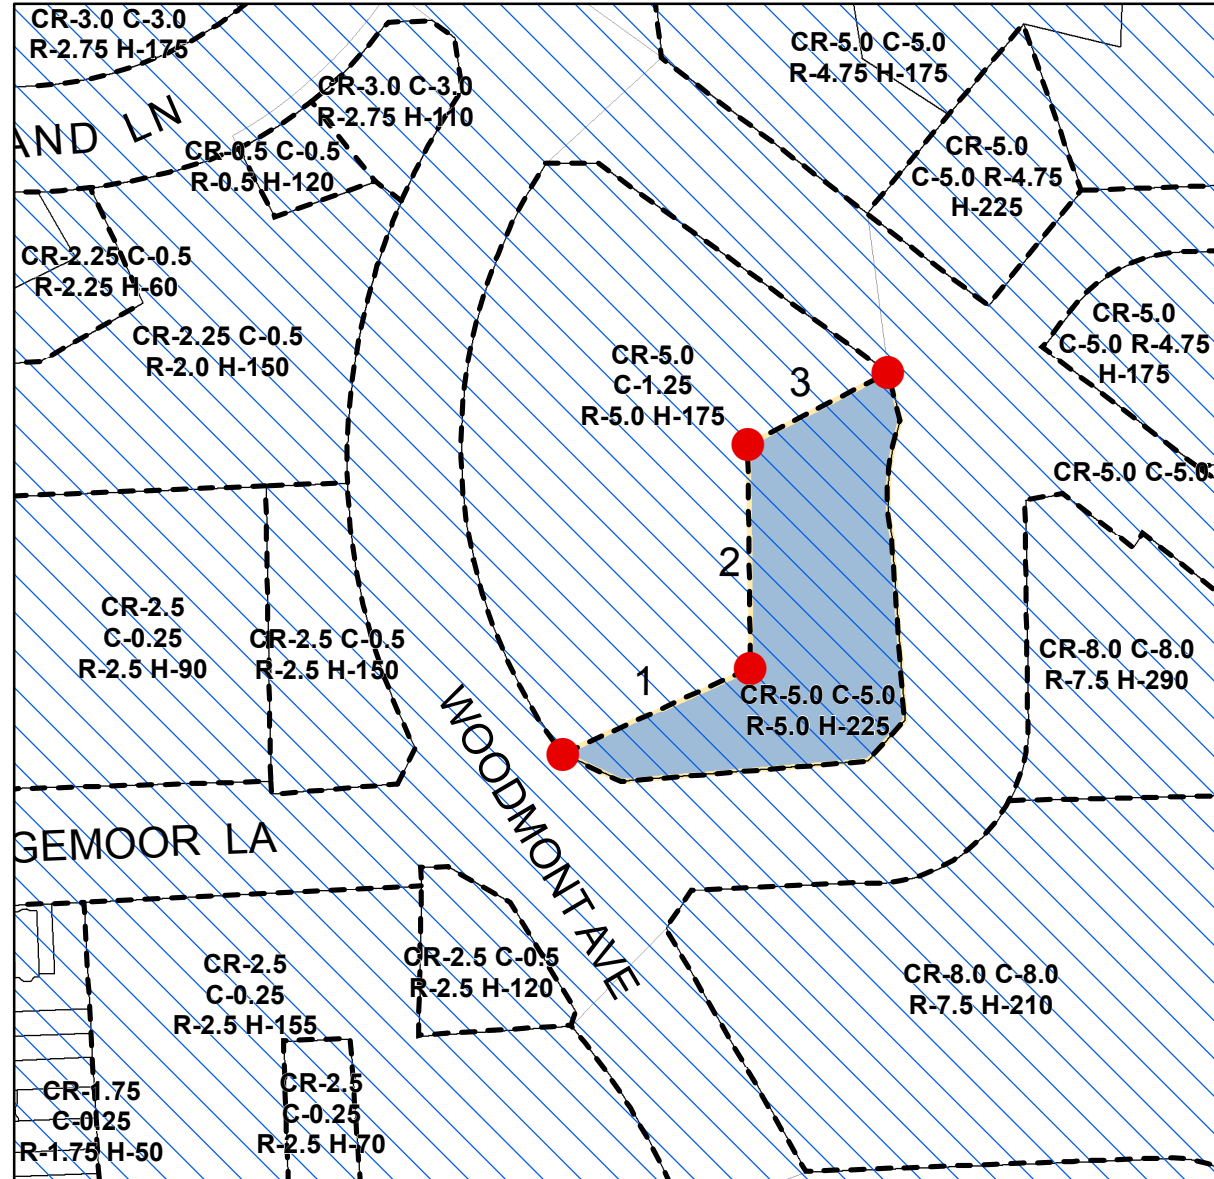 CR-3.0 C-3.0
R-2.75 H-175
CR-5.0 C-5.0
R-4.75 H-175
CR-3.0 C-3.0
R-2.75 H-110
LN
CR-0.5 C-0.5
R-0.5 H-120
CR-5.0
C-5.0 R-4.75
H-225
CR-2.25 C-0.5
R-2.25 H-60
CR-2.25 C-0.5
R-2.0 H-150
CR-5.0
C-5.0 R-4.75
H-175
CR-5.0
C-1.25
R-5.0 H-175
3
CR-5.0 C-5.0
2
CR-2.5
C-0.25
R-2.5 H-90
CR-2.5 C-0.5
R-2.5 H-150
1
CR-5.0 C-5.0
R-5.0 H-225
CR-8.0 C-8.0
R-7.5 H-290
WOODMONT AVE
GEMOOR LA
CR-2.5
C-0.25
R-2.5 H-155
CR-2.5 C-0.5
R-2.5 H-120
CR-8.0 C-8.0
R-7.5 H-210
CR-1.75
C-0.25
R-1.75 H-50
CR-2.5
C-0.25
R-2.5 H-70